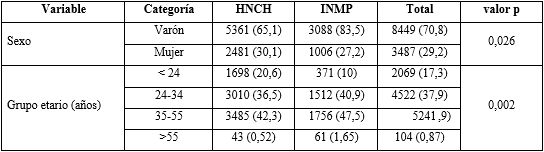 Variable Categoría HNCH INMP Total valor p
Sexo Varón 5361 (65,1) 3088 (83,5) 8449 (70,8) 0,026
Mujer 2481 (30,1) 1006 (27,2) 3487 (29,2)
Grupo etario (años) < 24 1698 (20,6) 371 (10) 2069 (17,3) 0,002
24-34 3010 (36,5) 1512 (40,9) 4522 (37,9)
35-55 3485 (42,3) 1756 (47,5) 5241 ,9)
>55 43 (0,52) 61 (1,65) 104 (0,87)